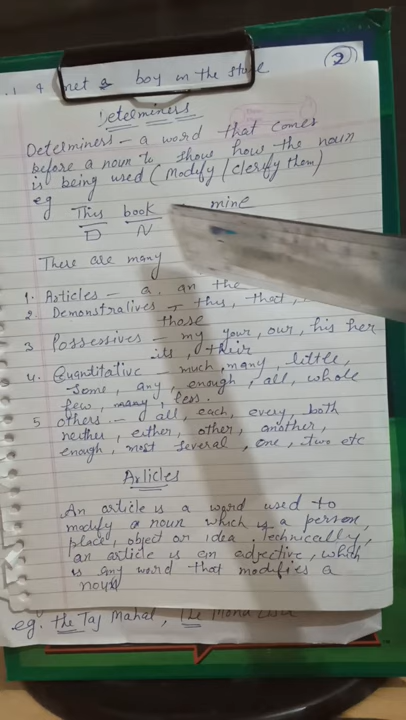 a boy in the store
2
Determiners
Determiners - a word that comes
before a noun to show how the noun
is being used (modify / clerify them)
eg This book mine
D N
There are many
1. Articles - a, an the
2 Demonstratives - this, that,
those
3 Possessives - my your, our, his her
its, their
4. Quantitative - much, many, little,
some, any, enough, all, whole
few, many, less.
5 others - all, each, every, both
neither, either, other, another,
enough, most several, one, two etc
Articles
An article is a word used to
modify a noun which is a person,
place, object or idea. Technically,
an article is an adjective, which
is any word that modifies a
noun
eg. the Taj Mahal, The Mona Lisa